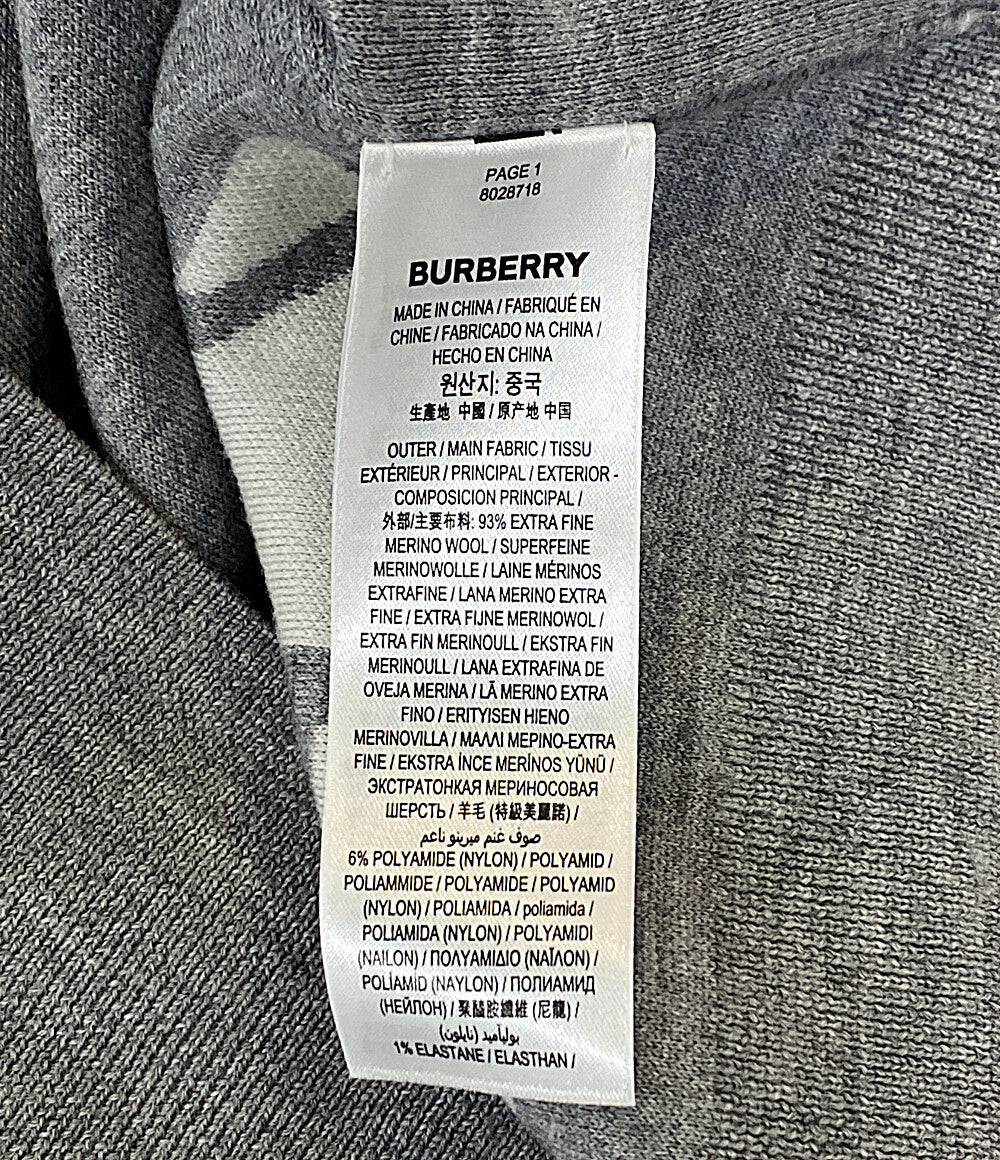 PAGE 1
8028718
BURBERRY
MADE IN CHINA / FABRIQUÉ EN
CHINE / FABRICADO NA CHINA /
HECHO EN CHINA
원산지: 중국
生產地 中國 / 原产地 中国
OUTER / MAIN FABRIC / TISSU
EXTÉRIEUR / PRINCIPAL / EXTERIOR -
COMPOSICION PRINCIPAL /
外部/主要布料: 93% EXTRA FINE
MERINO WOOL / SUPERFEINE
MERINOWOLLE / LAINE MÉRINOS
EXTRAFINE / LANA MERINO EXTRA
FINE / EXTRA FIJNE MERINOWOL /
EXTRA FIN MERINOULL / EKSTRA FIN
MERINOULL / LANA EXTRAFINA DE
OVEJA MERINA / LÃ MERINO EXTRA
FINO / ERITYISEN HIENO
MERINOVILLA / ΜΑΛΛΙ ΜΕΡΙΝΟ-EXTRA
FINE / EKSTRA İNCE MERİNOS YÜNÜ /
ЭКСТРАТОНКАЯ МЕРИНОСОВАЯ
ШЕРСТЬ / 羊毛 (特級美麗諾) /
صوف غنم ميرينو ناعم
6% POLYAMIDE (NYLON) / POLYAMID /
POLIAMMIDE / POLYAMIDE / POLYAMID
(NYLON) / POLIAMIDA / poliamida /
POLIAMIDA (NYLON) / POLYAMIDI
(NAILON) / ΠΟΛΥΑΜΙΔΙΟ (ΝΑΪΛΟΝ) /
POLİAMİD (NAYLON) / ПОЛИАМИД
(НЕЙЛОН) / 聚醯胺纖維 (尼龍) /
بولياميد (نايلون)
1% ELASTANE / ELASTHAN /